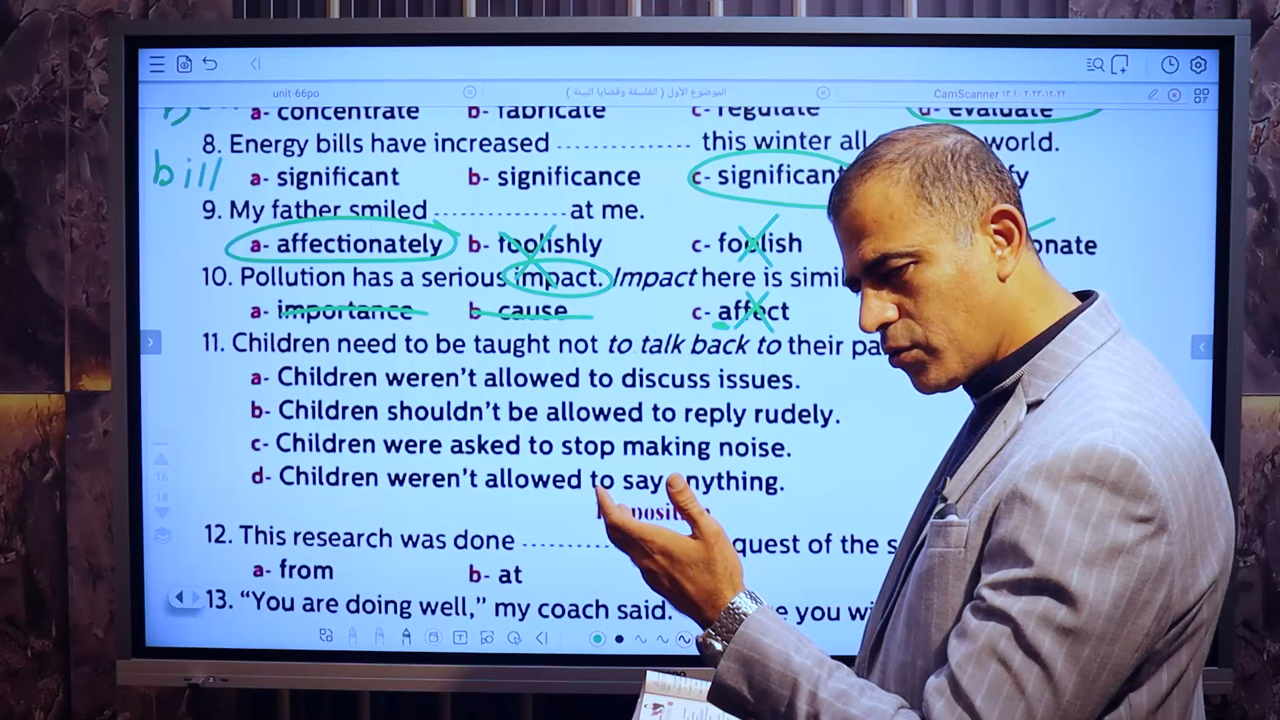 unit-66po
الموضوع الأول ( الفلسفة وقضايا البيئة )
CamScanner
a- concentrate b- fabricate c- regulate d- evaluate
8. Energy bills have increased .............. this winter all world.
bill
a- significant b- significance c- significant
9. My father smiled .............. at me.
a- affectionately b- foolishly c- foolish
10. Pollution has a serious impact. Impact here is
a- importance b- cause c- affect
11. Children need to be taught not to talk back to their
a- Children weren't allowed to discuss issues.
b- Children shouldn't be allowed to reply rudely.
c- Children were asked to stop making noise.
d- Children weren't allowed to say anything.
12. This research was done .......... quest of the
a- from b- at
13. “You are doing well,” my coach said. you
16
18